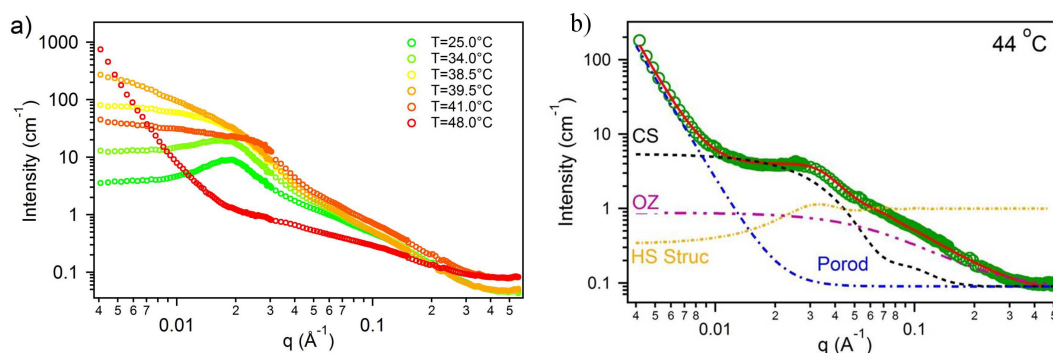 a)
Intensity (cm-1)
1000
100
10
1
0.1
T=25.0°C
T=34.0°C
T=38.5°C
T=39.5°C
T=41.0°C
T=48.0°C
4 5 6 7 0.01 2 3 4 5 6 7 0.1 2 3 4 5
q (Å-1)
b)
44 °C
Intensity (cm-1)
100
10
1
0.1
CS
OZ
HS Struc
Porod
4 5 6 7 0.01 2 3 4 5 6 7 0.1 2 3 4 5
q (A-1)